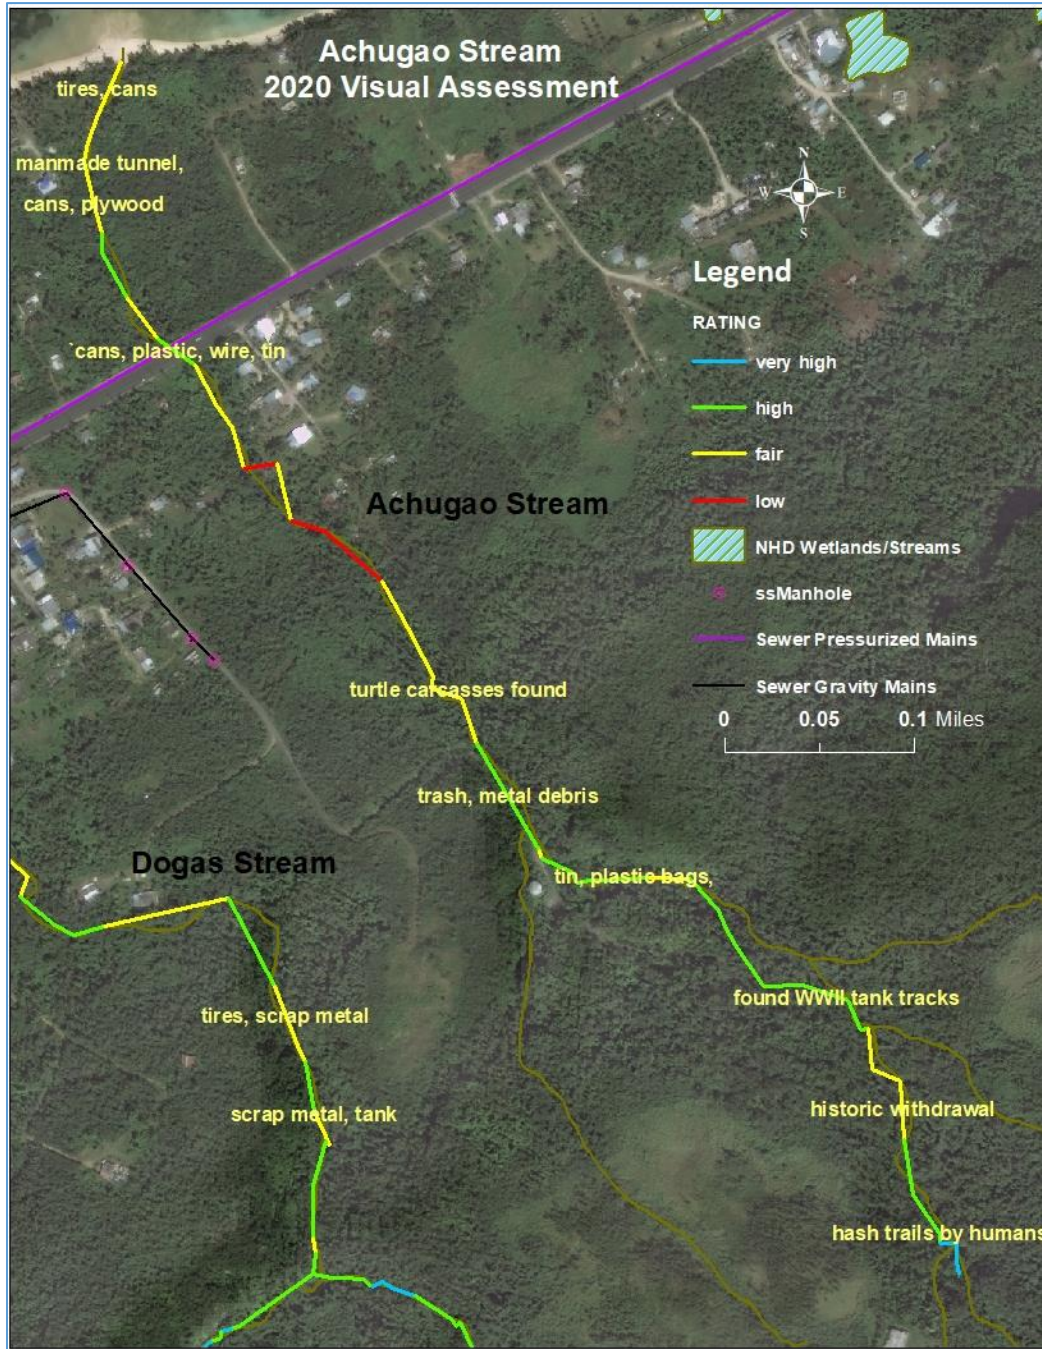 Achugao Stream
2020 Visual Assessment
tires, cans
manmade tunnel,
cans, plywood
N
W E
S
Legend
RATING
`cans, plastic, wire, tin
very high
high
fair
low
Achugao Stream
NHD Wetlands/Streams
ssManhole
Sewer Pressurized Mains
turtle carcasses found
Sewer Gravity Mains
0 0.05 0.1 Miles
trash, metal debris
Dogas Stream
tin, plastic bags,
found WWII tank tracks
tires, scrap metal
scrap metal, tank
historic withdrawal
hash trails by humans